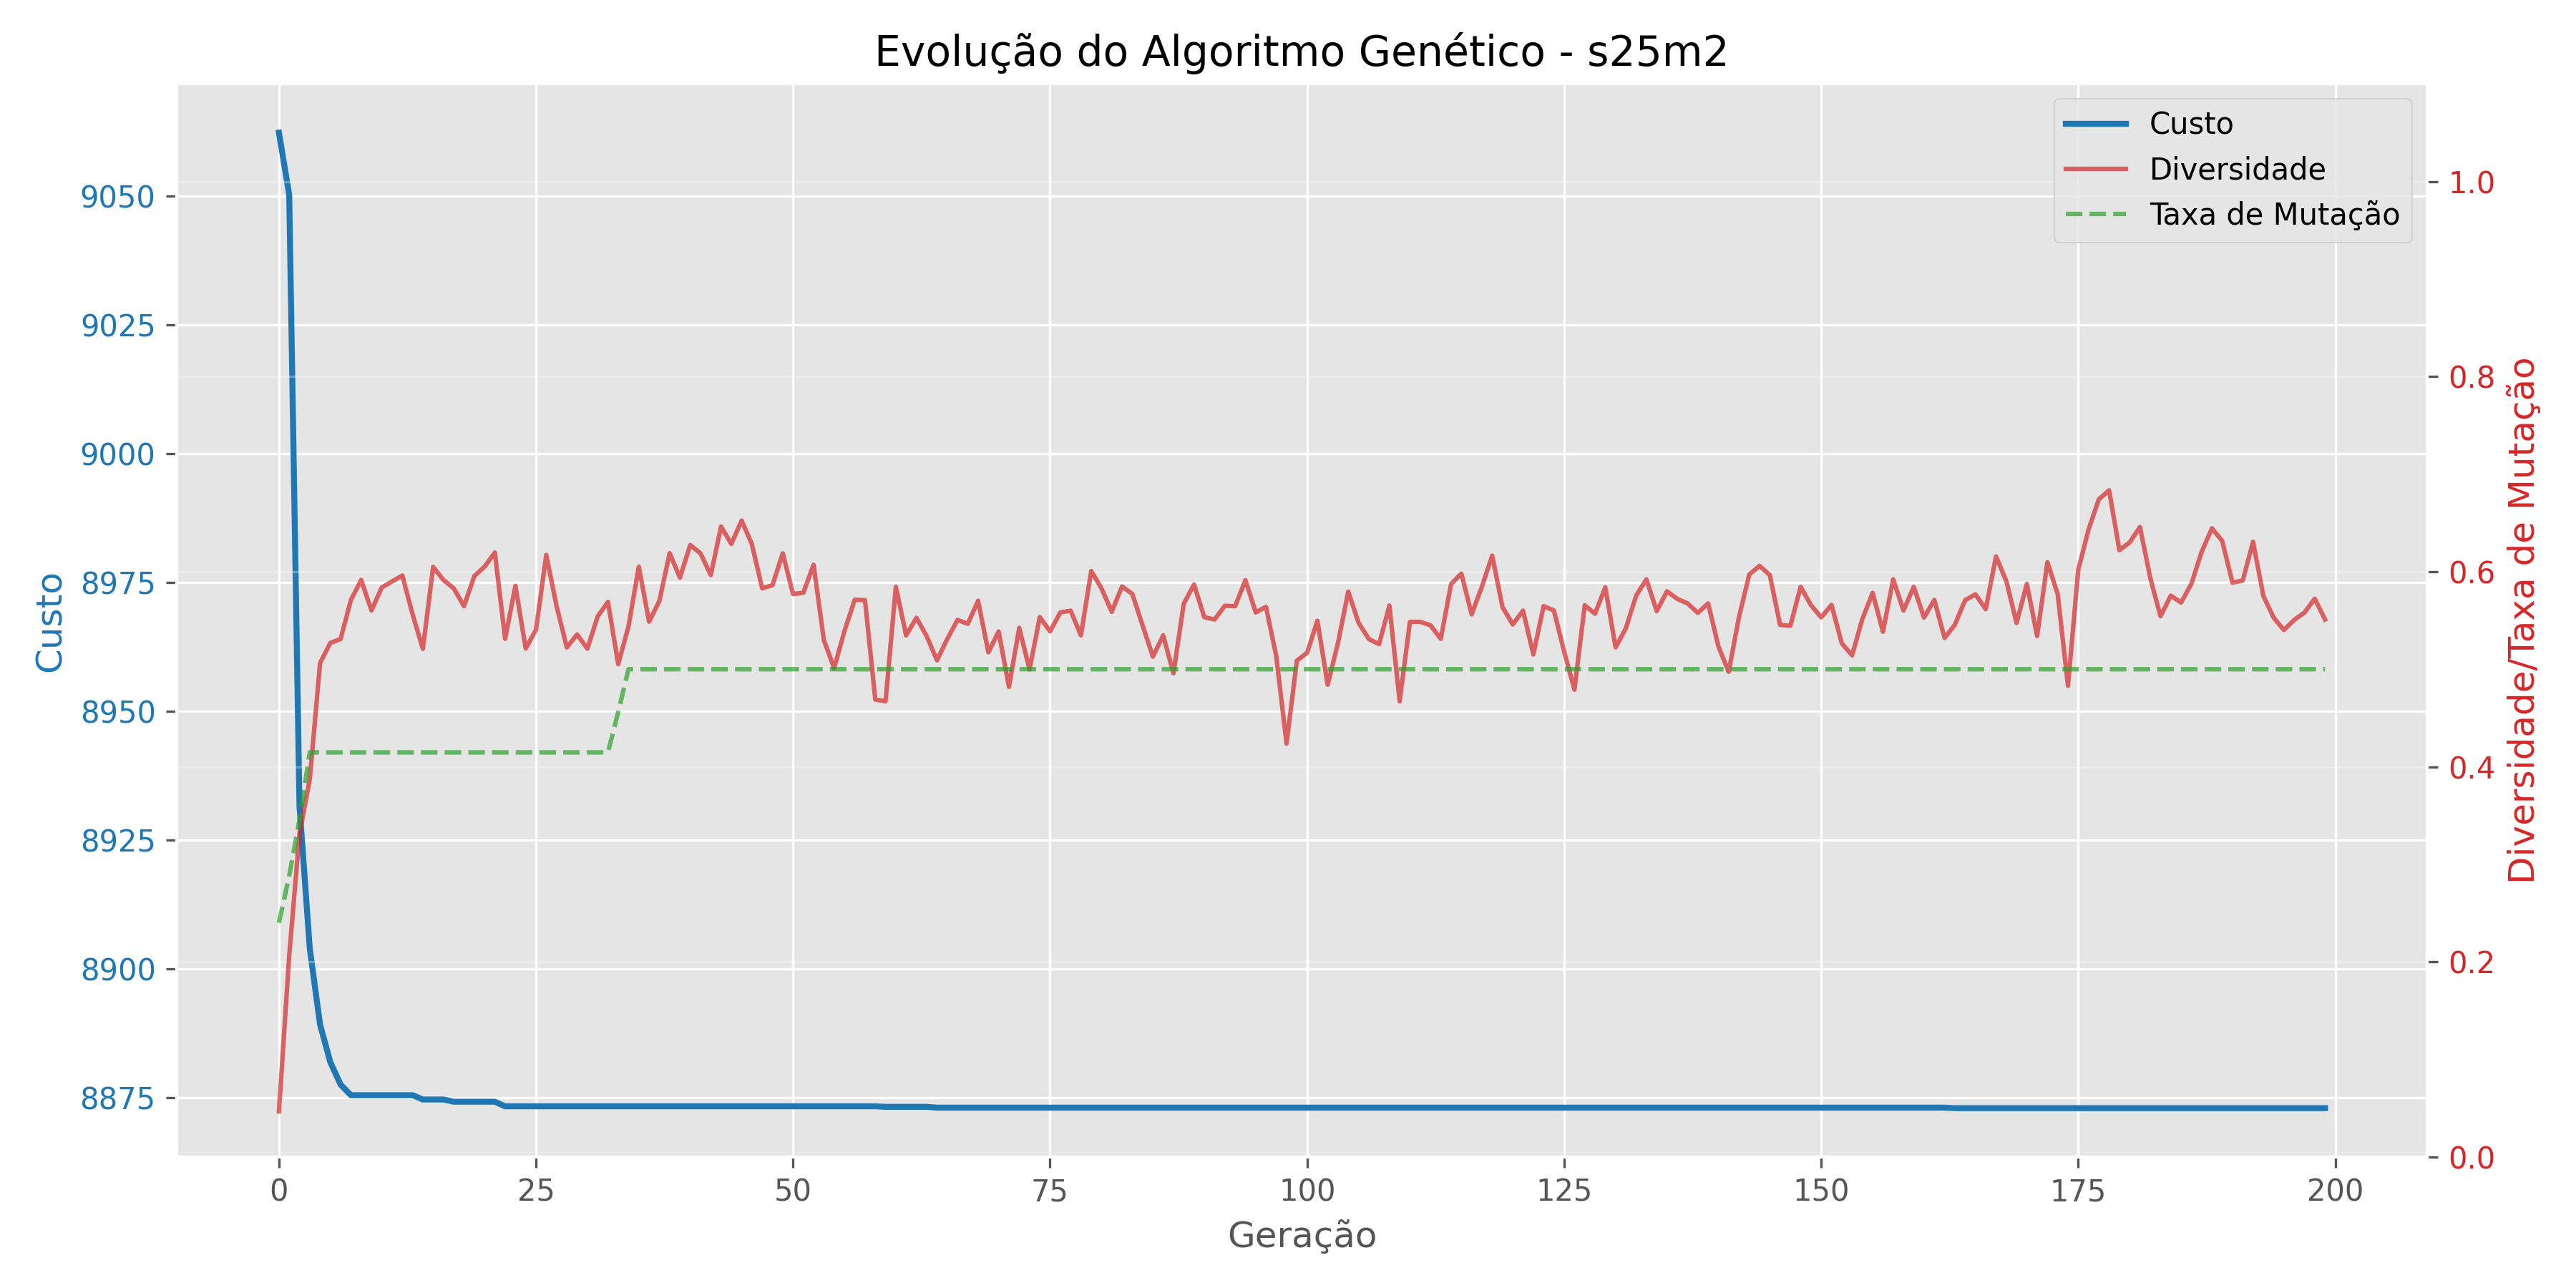 Evolução do Algoritmo Genético - s25m2
Custo
Diversidade
Taxa de Mutação
9050
9025
9000
8975
8950
8925
8900
8875
Custo
1.0
0.8
0.6
0.4
0.2
0.0
Diversidade/Taxa de Mutação
0 25 50 75 100 125 150 175 200
Geração